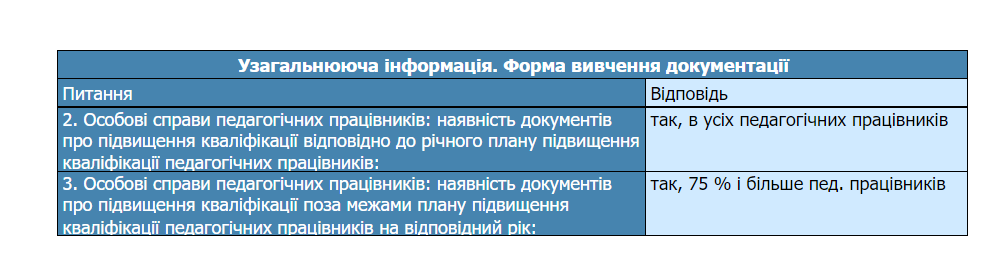 Узагальнююча інформація. Форма вивчення документації
Питання
Відповідь
2. Особові справи педагогічних працівників: наявність документів
про підвищення кваліфікації відповідно до річного плану підвищення
кваліфікації педагогічних працівників:
так, в усіх педагогічних працівників
3. Особові справи педагогічних працівників: наявність документів
про підвищення кваліфікації поза межами плану підвищення
кваліфікації педагогічних працівників на відповідний рік:
так, 75 % і більше пед. працівників